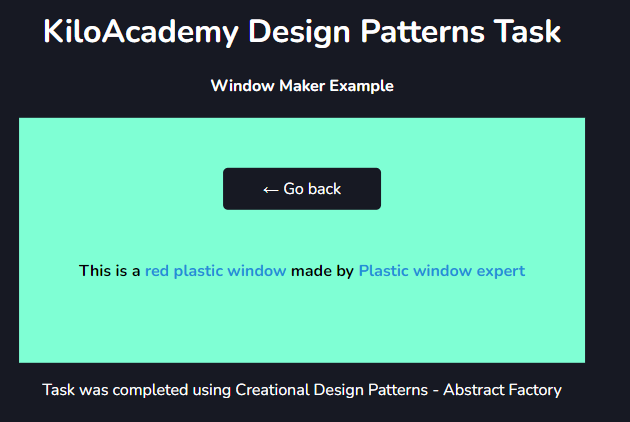 KiloAcademy Design Patterns Task
Window Maker Example
← Go back
This is a red plastic window made by Plastic window expert
Task was completed using Creational Design Patterns - Abstract Factory